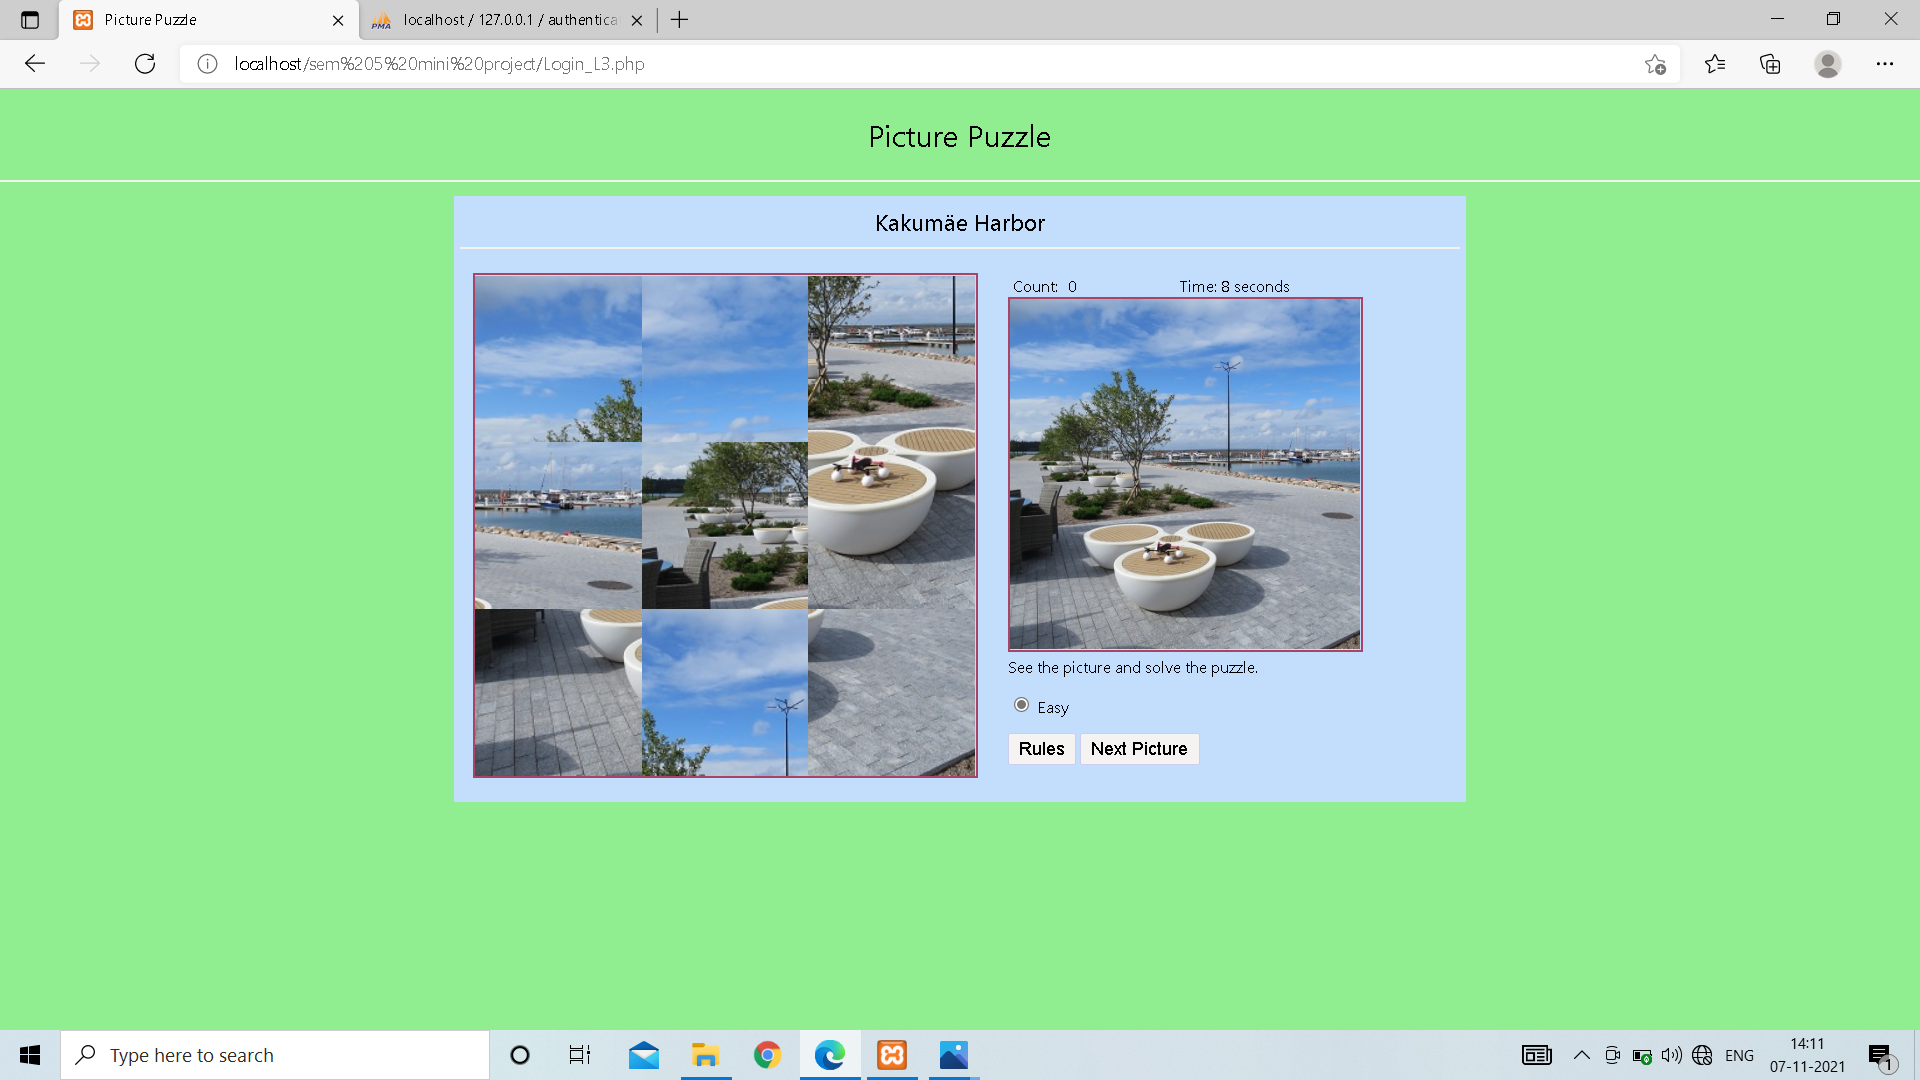 Picture Puzzle
localhost / 127.0.0.1 / authentica
localhost/sem%205%20mini%20project/Login_L3.php
Picture Puzzle
Kakumäe Harbor
Count: 0 Time: 8 seconds
See the picture and solve the puzzle.
Easy
Rules Next Picture
Type here to search
ENG
14:11
07-11-2021
1